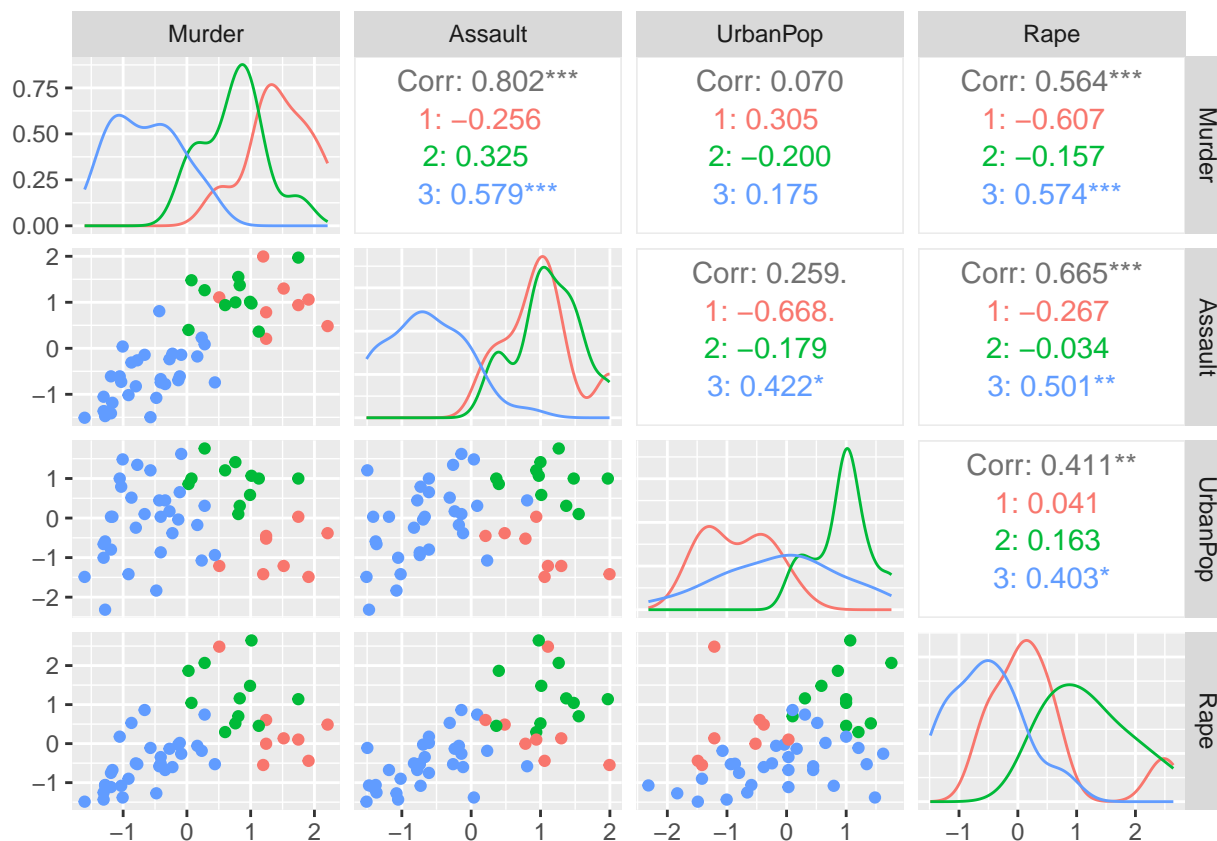 Murder Assault UrbanPop Rape
0.75
0.50
0.25
0.00
Corr: 0.802***
1: −0.256
2: 0.325
3: 0.579***
Corr: 0.070
1: 0.305
2: −0.200
3: 0.175
Corr: 0.564***
1: −0.607
2: −0.157
3: 0.574***
Murder
2
1
0
−1
Corr: 0.259.
1: −0.668.
2: −0.179
3: 0.422*
Corr: 0.665***
1: −0.267
2: −0.034
3: 0.501**
Assault
1
0
−1
−2
Corr: 0.411**
1: 0.041
2: 0.163
3: 0.403*
UrbanPop
2
1
0
−1
Rape
−1 0 1 2 −1 0 1 2 −2 −1 0 1 −1 0 1 2